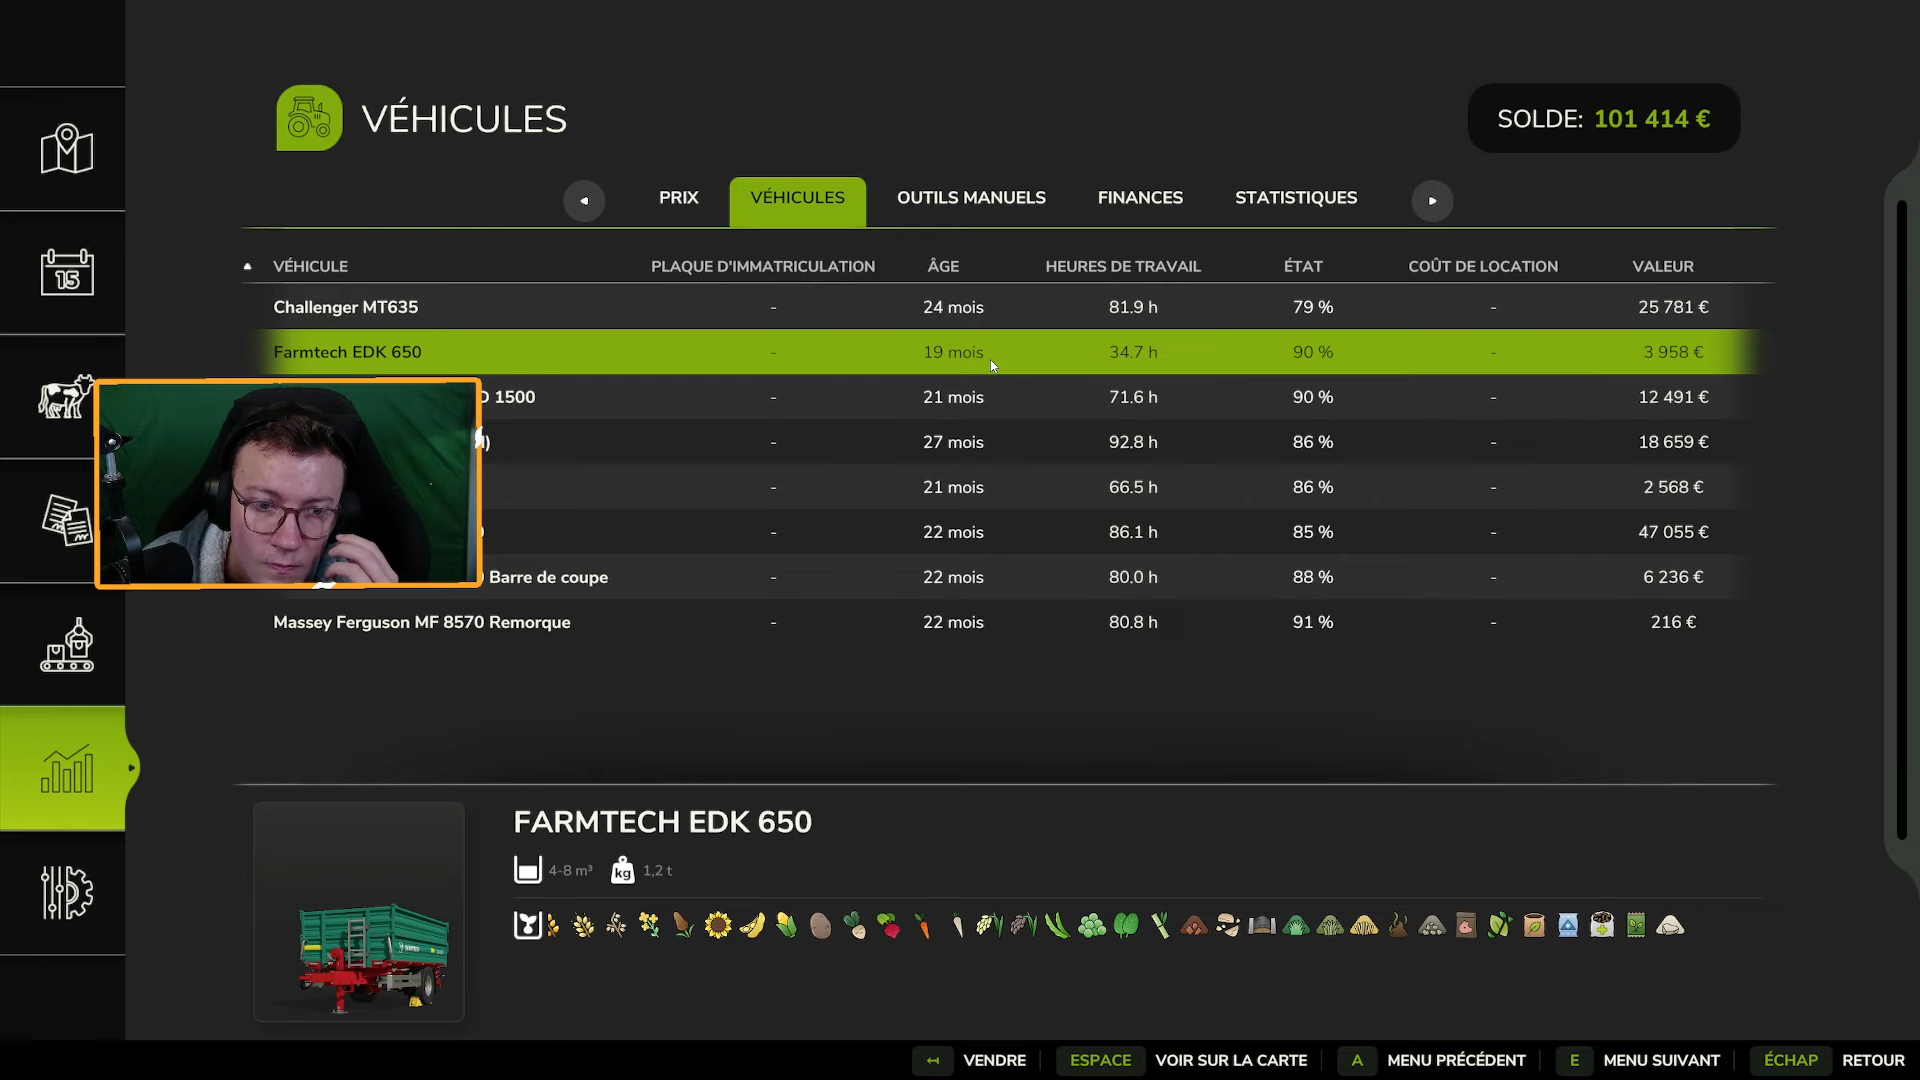 VÉHICULES
SOLDE: 101 414 €
PRIX
VÉHICULES
OUTILS MANUELS
FINANCES
STATISTIQUES
15
VÉHICULE PLAQUE D'IMMATRICULATION ÂGE HEURES DE TRAVAIL ÉTAT COÛT DE LOCATION VALEUR
Challenger MT635 - 24 mois 81.9 h 79 % - 25 781 €
Farmtech EDK 650 - 19 mois 34.7 h 90 % - 3 958 €
1500 - 21 mois 71.6 h 90 % - 12 491 €
- 27 mois 92.8 h 86 % - 18 659 €
- 21 mois 66.5 h 86 % - 2 568 €
- 22 mois 86.1 h 85 % - 47 055 €
Barre de coupe - 22 mois 80.0 h 88 % - 6 236 €
Massey Ferguson MF 8570 Remorque - 22 mois 80.8 h 91 % - 216 €
FARMTECH EDK 650
4-8 m³ kg 1,2 t
VENDRE ESPACE VOIR SUR LA CARTE A MENU PRÉCÉDENT E MENU SUIVANT ÉCHAP RETOUR